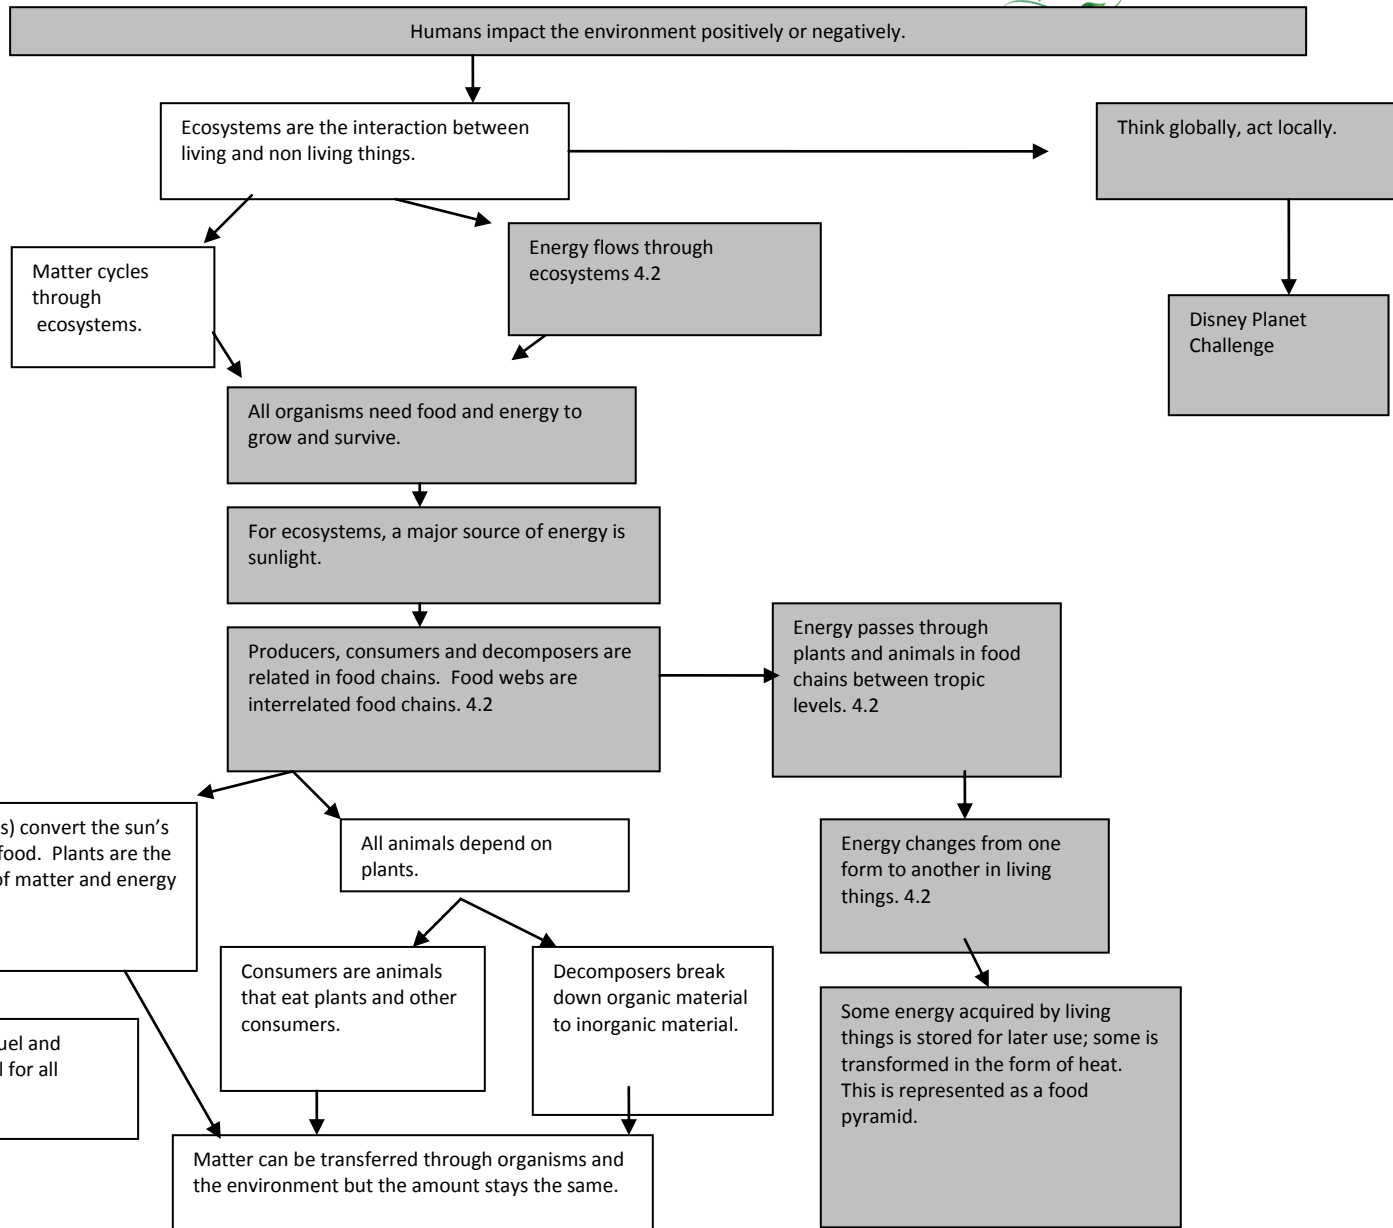 Humans impact the environment positively or negatively.
Ecosystems are the interaction between
living and non living things.
Think globally, act locally.
Matter cycles
through
ecosystems.
Energy flows through
ecosystems 4.2
Disney Planet
Challenge
All organisms need food and energy to
grow and survive.
For ecosystems, a major source of energy is
sunlight.
Producers, consumers and decomposers are
related in food chains.  Food webs are
interrelated food chains. 4.2
Energy passes through
plants and animals in food
chains between tropic
levels. 4.2
s) convert the sun’s
food.  Plants are the
of matter and energy
All animals depend on
plants.
Energy changes from one
form to another in living
things. 4.2
Consumers are animals
that eat plants and other
consumers.
Decomposers break
down organic material
to inorganic material.
uel and
l for all
Some energy acquired by living
things is stored for later use; some is
transformed in the form of heat.
This is represented as a food
pyramid.
Matter can be transferred through organisms and
the environment but the amount stays the same.